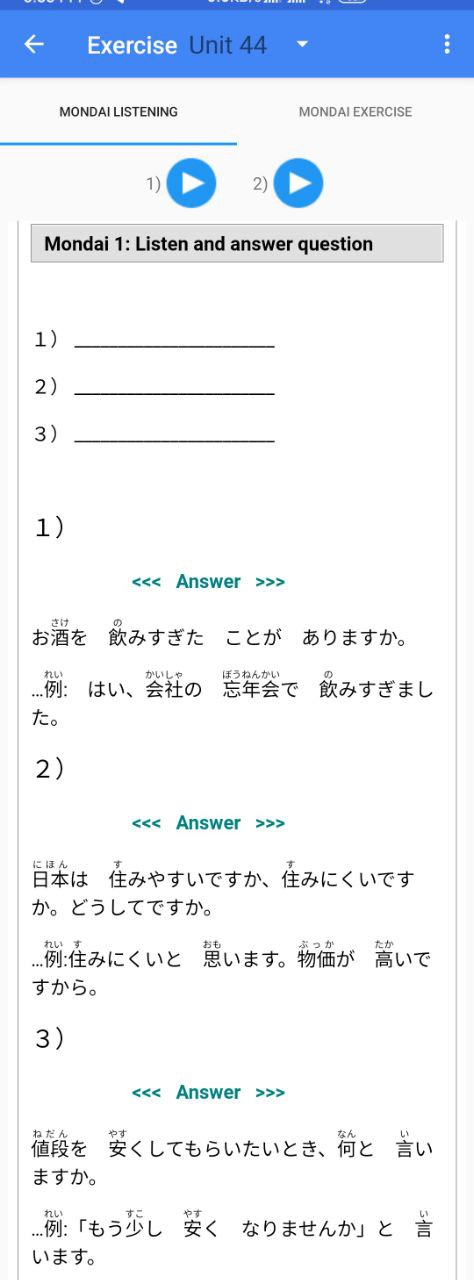 Exercise Unit 44
MONDAI LISTENING MONDAI EXERCISE
1) 2)
Mondai 1: Listen and answer question
1） ____________________
2） ____________________
3） ____________________
1）
<<< Answer >>>
さけ の
お酒を 飲みすぎた ことが ありますか。
れい かいしゃ ぼうねんかい の
...例: はい、会社の 忘年会で 飲みすぎまし
た。
2）
<<< Answer >>>
にほん す す
日本は 住みやすいですか、住みにくいです
か。どうしてですか。
れい す おも ぶっか たか
...例:住みにくいと 思います。物価が 高いで
すから。
3）
<<< Answer >>>
ねだん やす なん い
値段を 安くしてもらいたいとき、何と 言い
ますか。
れい すこ やす い
...例:「もう少し 安く なりませんか」と 言
います。